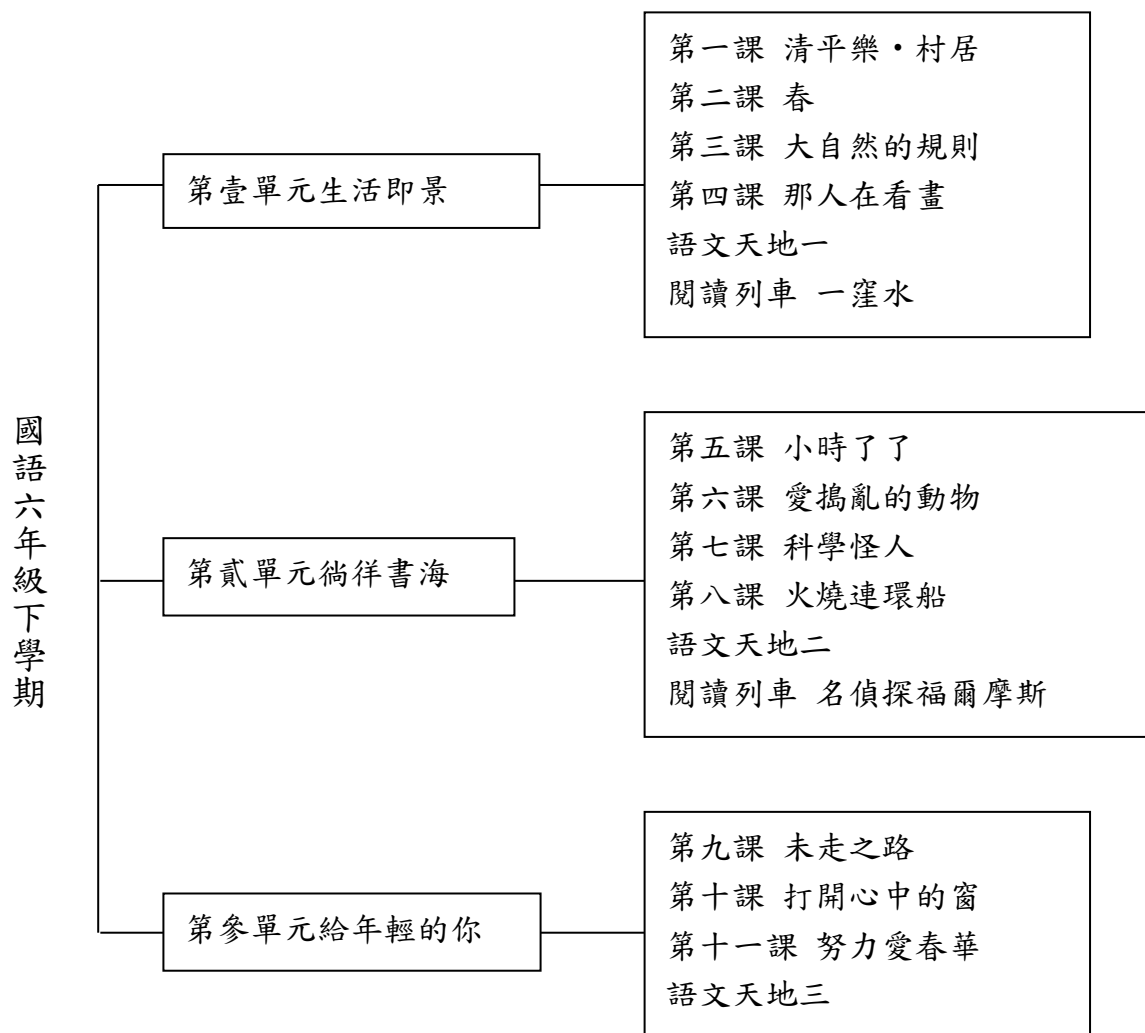 國語六年級下學期
第壹單元生活即景
第一課 清平樂・村居
第二課 春
第三課 大自然的規則
第四課 那人在看畫
語文天地一
閱讀列車 一窪水
第貳單元徜徉書海
第五課 小時了了
第六課 愛搗亂的動物
第七課 科學怪人
第八課 火燒連環船
語文天地二
閱讀列車 名偵探福爾摩斯
第參單元給年輕的你
第九課 未走之路
第十課 打開心中的窗
第十一課 努力愛春華
語文天地三